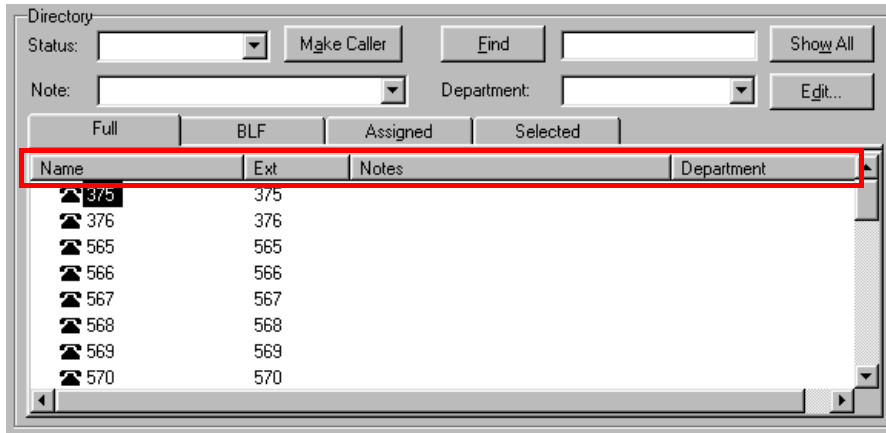 Directory
Status: Make Caller Find Show All
Note: Department: Edit...
Full BLF Assigned Selected
Name Ext Notes Department
375 375
376 376
565 565
566 566
567 567
568 568
569 569
570 570